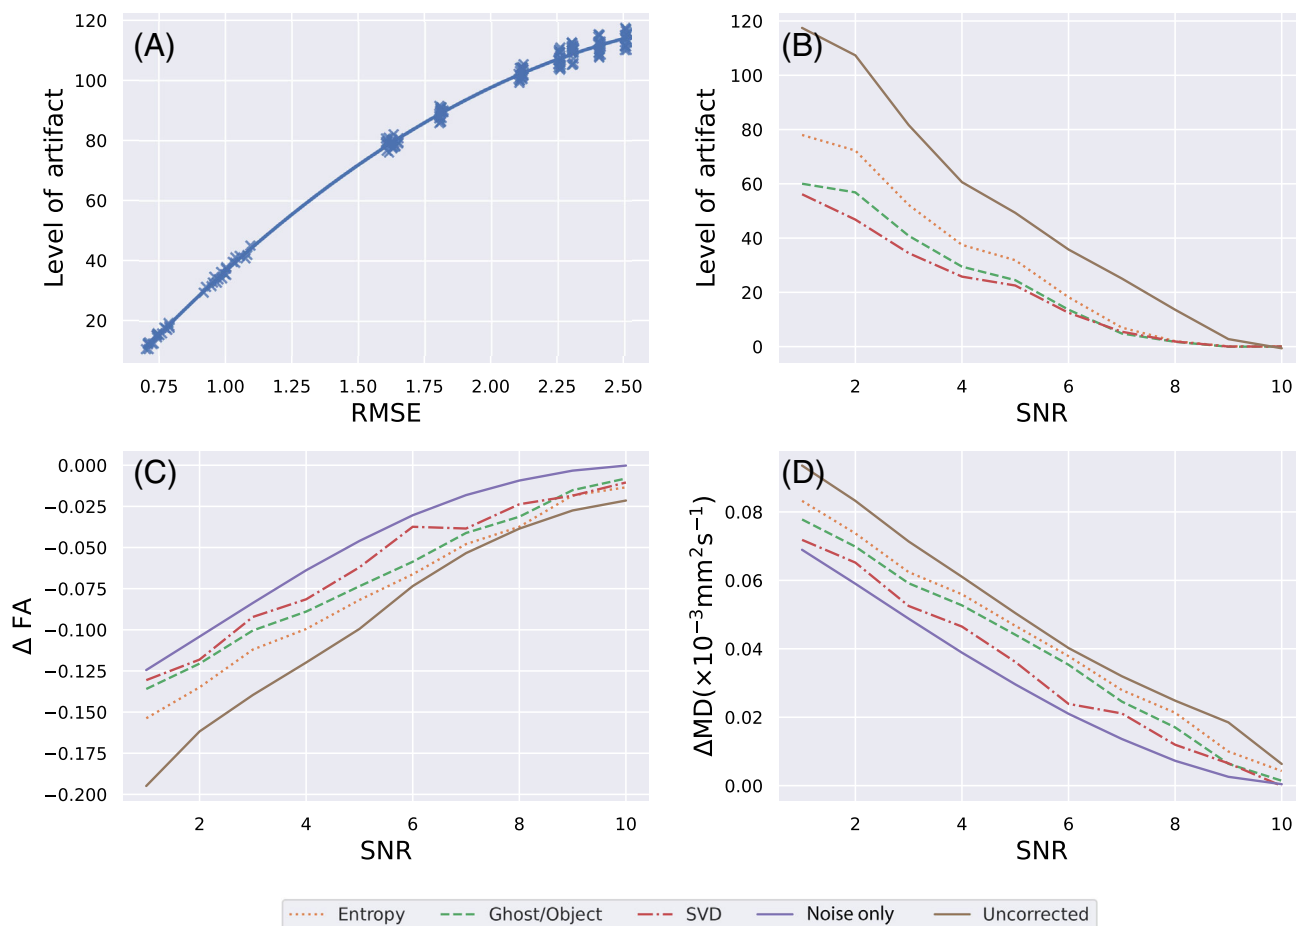 (A)
Level of artifact
120
100
80
60
40
20
0.75 1.00 1.25 1.50 1.75 2.00 2.25 2.50
RMSE
(B)
Level of artifact
120
100
80
60
40
20
0
2 4 6 8 10
SNR
(C)
Δ FA
0.000
−0.025
−0.050
−0.075
−0.100
−0.125
−0.150
−0.175
−0.200
2 4 6 8 10
SNR
(D)
ΔMD(×10⁻³mm²s⁻¹)
0.08
0.06
0.04
0.02
0.00
2 4 6 8 10
SNR
Entropy Ghost/Object SVD Noise only Uncorrected